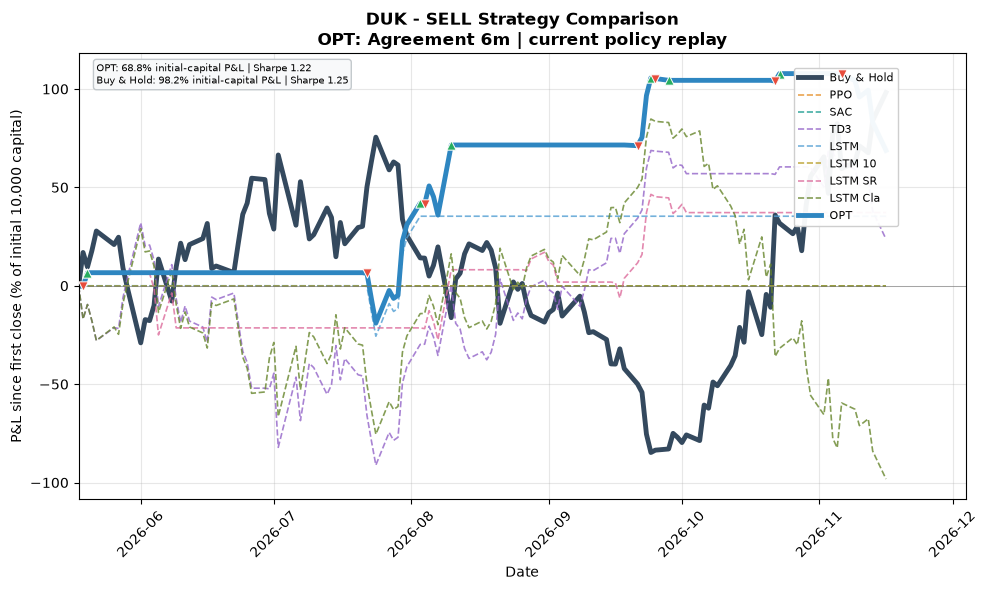 DUK - SELL Strategy Comparison
OPT: Agreement 6m | current policy replay
OPT: 68.8% initial-capital P&L | Sharpe 1.22
Buy & Hold: 98.2% initial-capital P&L | Sharpe 1.25
Buy & Hold
PPO
SAC
TD3
LSTM
LSTM 10
LSTM SR
LSTM Cla
OPT
P&L since first close (% of initial 10,000 capital)
100
50
0
−50
−100
2026-06
2026-07
2026-08
2026-09
2026-10
2026-11
2026-12
Date